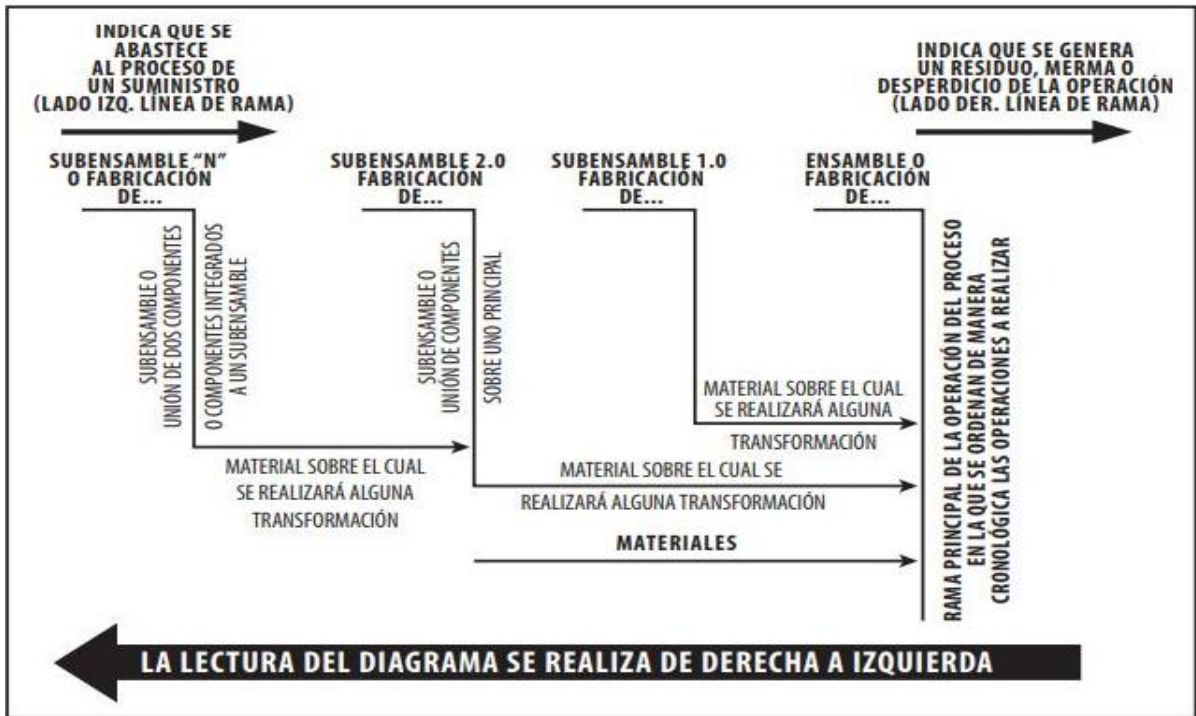 INDICA QUE SE
ABASTECE
AL PROCESO DE
UN SUMINISTRO
(LADO IZQ. LÍNEA DE RAMA)
INDICA QUE SE GENERA
UN RESIDUO, MERMA O
DESPERDICIO DE LA OPERACIÓN
(LADO DER. LÍNEA DE RAMA)
SUBENSAMBLE “N”
O FABRICACIÓN
DE...
SUBENSAMBLE 2.0
FABRICACIÓN
DE...
SUBENSAMBLE 1.0
FABRICACIÓN
DE...
ENSAMBLE O
FABRICACIÓN
DE...
SUBENSAMBLE O
UNIÓN DE DOS COMPONENTES
O COMPONENTES INTEGRADOS
A UN SUBENSAMBLE
SUBENSAMBLE O
UNIÓN DE COMPONENTES
SOBRE UNO PRINCIPAL
MATERIAL SOBRE EL CUAL
SE REALIZARÁ ALGUNA
TRANSFORMACIÓN
MATERIAL SOBRE EL CUAL
SE REALIZARÁ ALGUNA
TRANSFORMACIÓN
MATERIAL SOBRE EL CUAL SE
REALIZARÁ ALGUNA TRANSFORMACIÓN
MATERIALES
RAMA PRINCIPAL DE LA OPERACIÓN DEL PROCESO
EN LA QUE SE ORDENAN DE MANERA
CRONOLÓGICA LAS OPERACIONES A REALIZAR
LA LECTURA DEL DIAGRAMA SE REALIZA DE DERECHA A IZQUIERDA